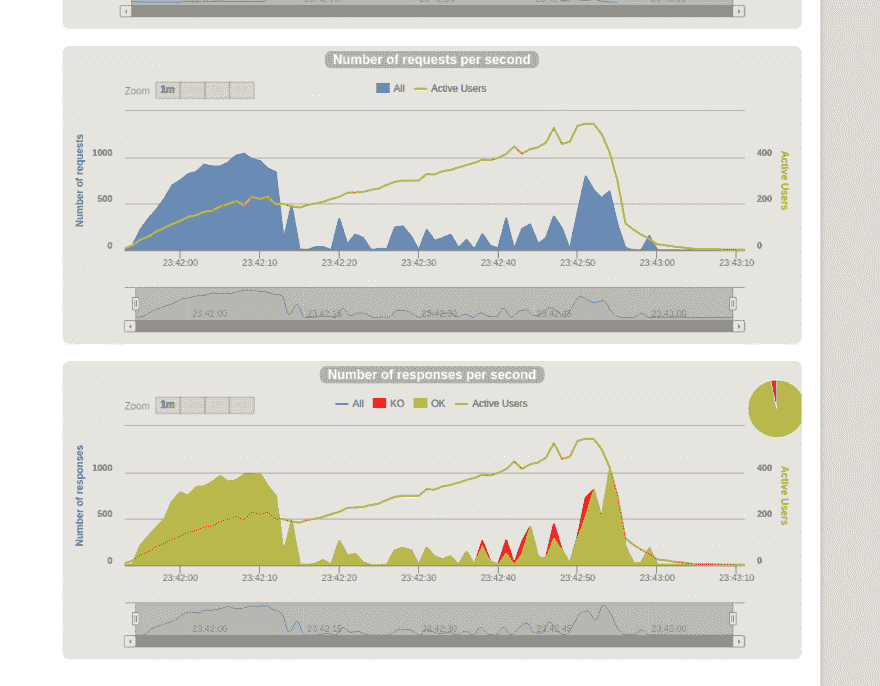 Number of requests per second
Zoom 1m
All Active Users
Number of requests
1000
500
0
400
200
0
Active Users
23:42:00 23:42:10 23:42:20 23:42:30 23:42:40 23:42:50 23:43:00 23:43:10
23:42:00 23:42:15 23:42:30 23:42:45 23:43:00
Number of responses per second
Zoom 1m
All KO OK Active Users
Number of responses
1000
500
0
400
200
0
Active Users
23:42:00 23:42:10 23:42:20 23:42:30 23:42:40 23:42:50 23:43:00 23:43:10
23:42:00 23:42:15 23:42:30 23:42:45 23:43:00